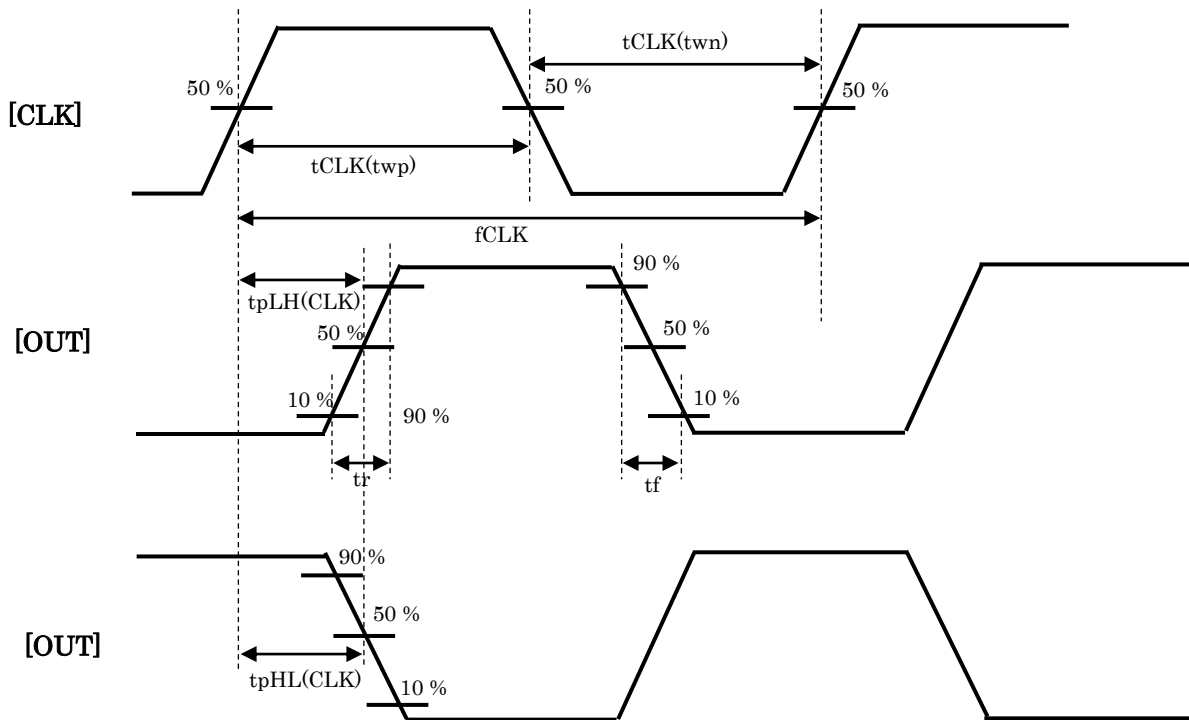 tCLK(twn)
50 %
50 %
50 %
[CLK]
tCLK(twp)
fCLK
90 %
tpLH(CLK)
50 %
50 %
[OUT]
10 %
10 %
90 %
tr
tf
90 %
50 %
[OUT]
tpHL(CLK)
10 %